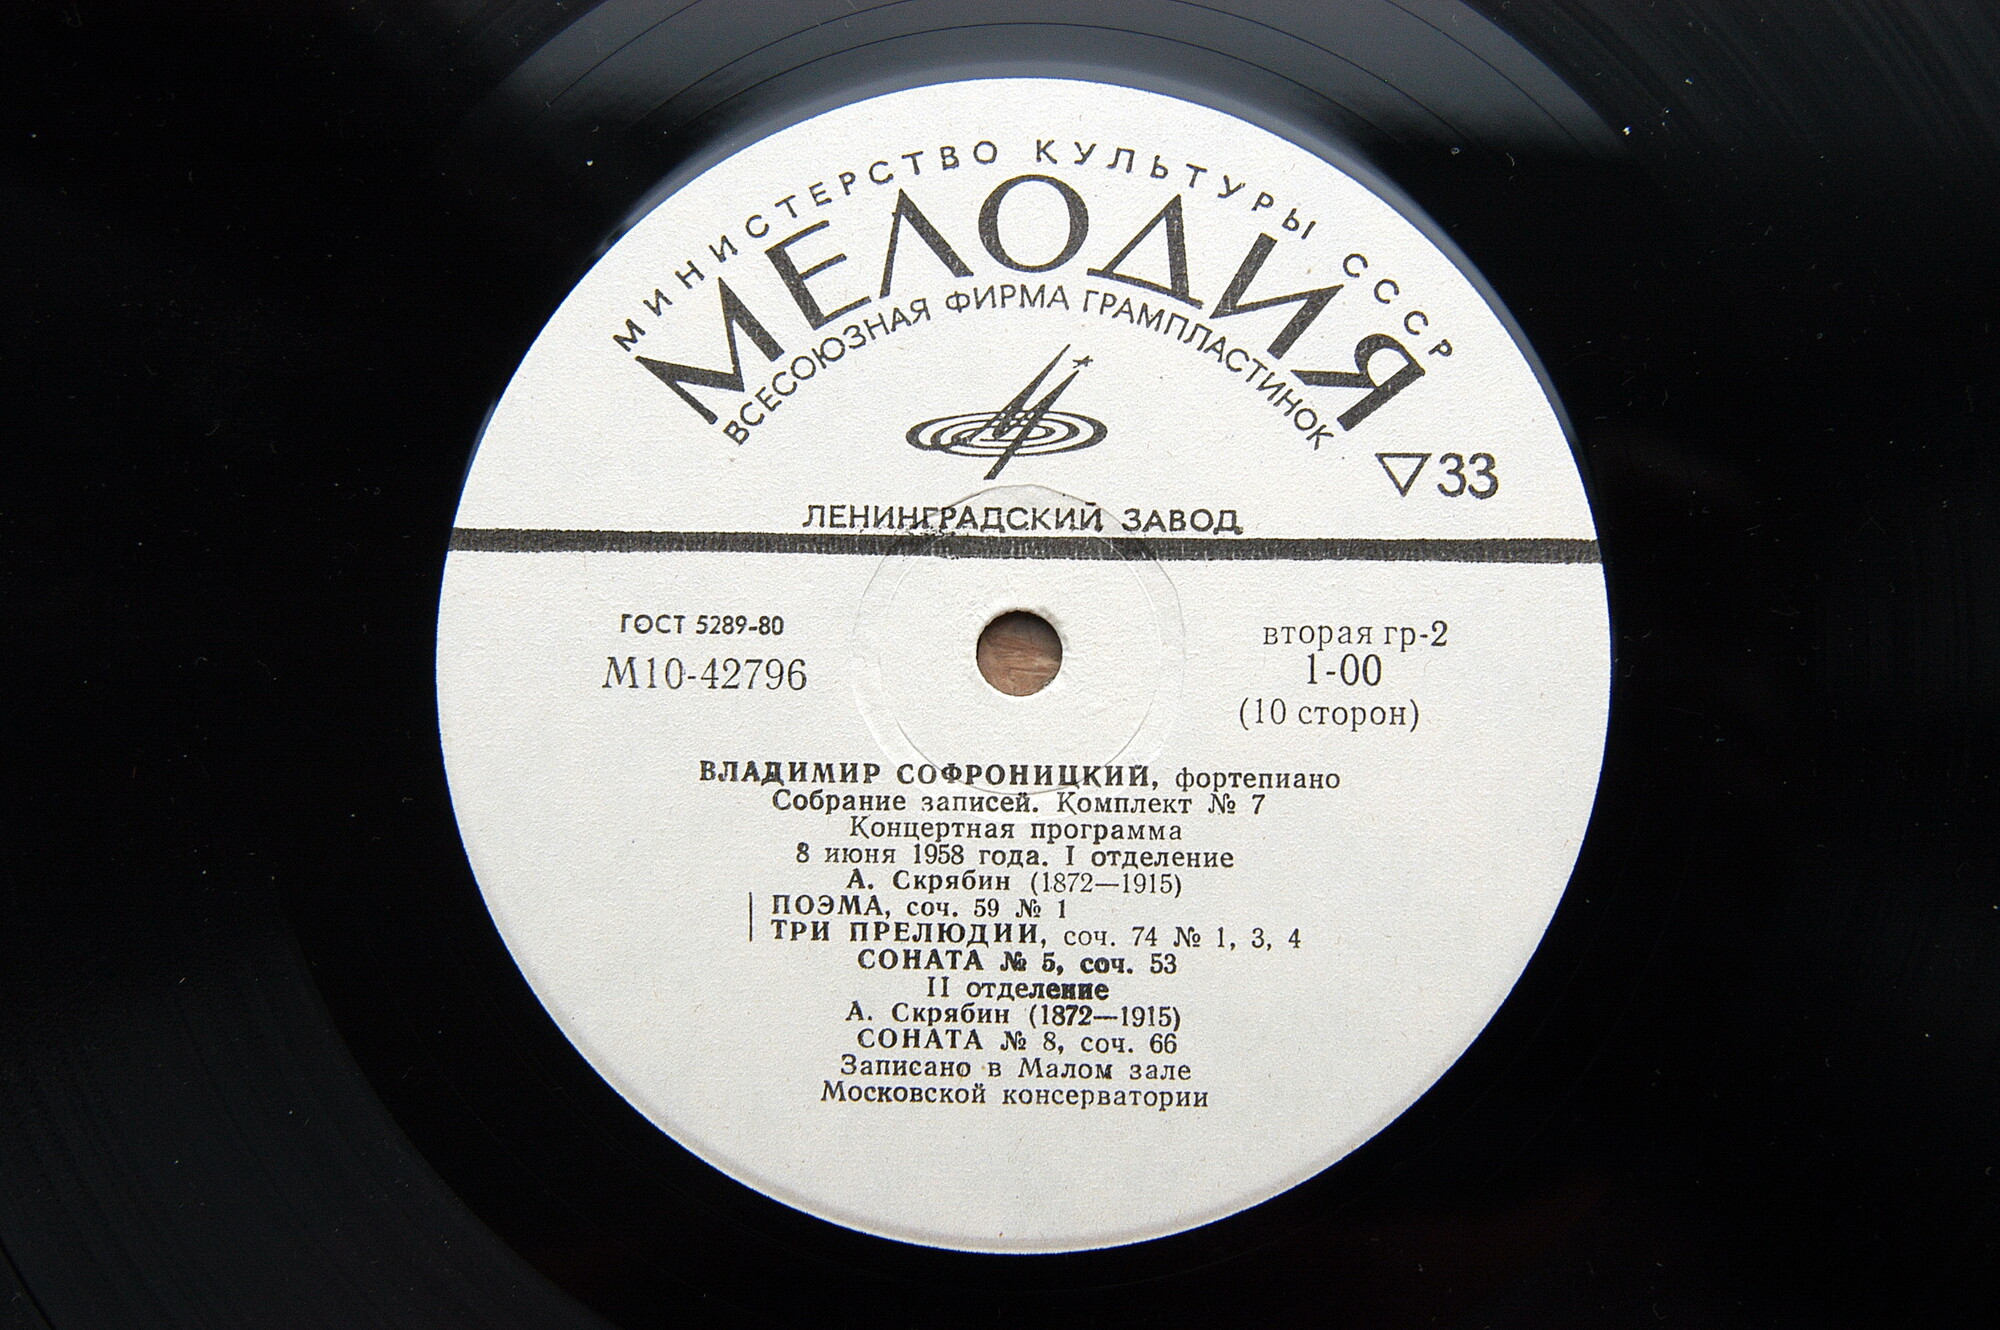 МИНИСТЕРСТВО КУЛЬТУРЫ СССР
МЕЛОДИЯ
ВСЕСОЮЗНАЯ ФИРМА ГРАМПЛАСТИНОК
▽33
ЛЕНИНГРАДСКИЙ ЗАВОД
ГОСТ 5289-80
М10-42796
вторая гр-2
1-00
(10 сторон)
ВЛАДИМИР СОФРОНИЦКИЙ, фортепиано
Собрание записей. Комплект № 7
Концертная программа
8 июня 1958 года. I отделение
А. Скрябин (1872—1915)
ПОЭМА, соч. 59 № 1
ТРИ ПРЕЛЮДИИ, соч. 74 № 1, 3, 4
СОНАТА № 5, соч. 53
II отделение
А. Скрябин (1872—1915)
СОНАТА № 8, соч. 66
Записано в Малом зале
Московской консерватории